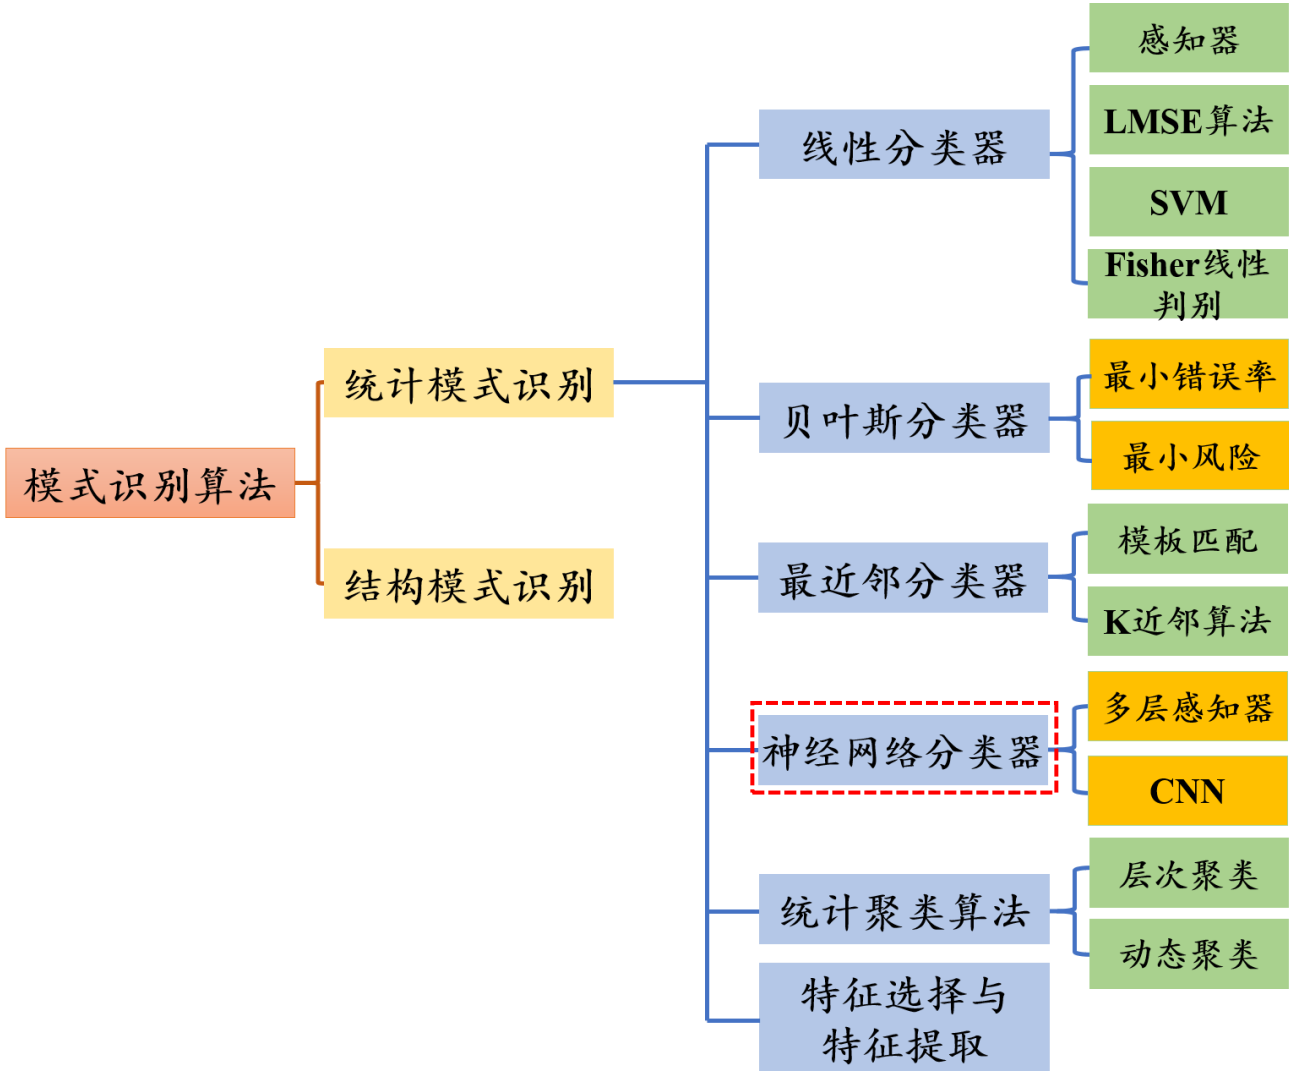 模式识别算法
统计模式识别
结构模式识别
线性分类器
感知器
LMSE算法
SVM
Fisher线性
判别
贝叶斯分类器
最小错误率
最小风险
最近邻分类器
模板匹配
K近邻算法
神经网络分类器
多层感知器
CNN
统计聚类算法
层次聚类
动态聚类
特征选择与
特征提取